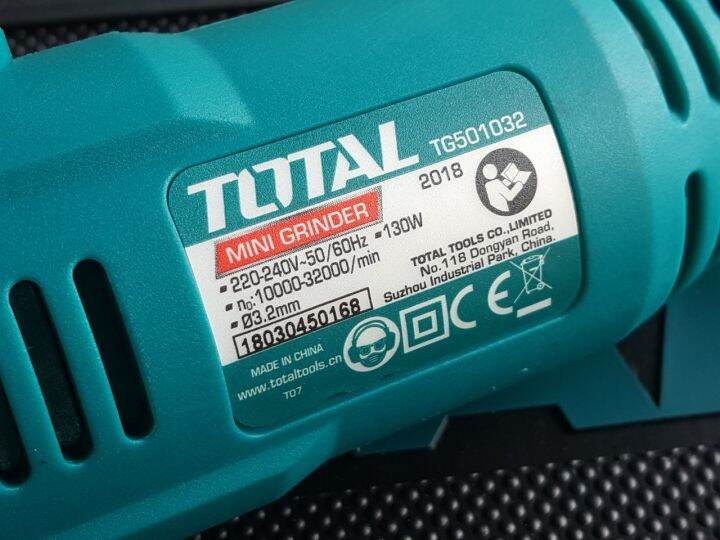 TOTAL
TG501032
MINI GRINDER
2018
▪220-240V~50/60Hz ▪130W
▪n₀:10000-32000/min
▪Ø3.2mm
18030450168
TOTAL TOOLS CO.,LIMITED
No.118 Dongyan Road,
Suzhou Industrial Park, China.
MADE IN CHINA
www.totaltools.cn
T07
CE